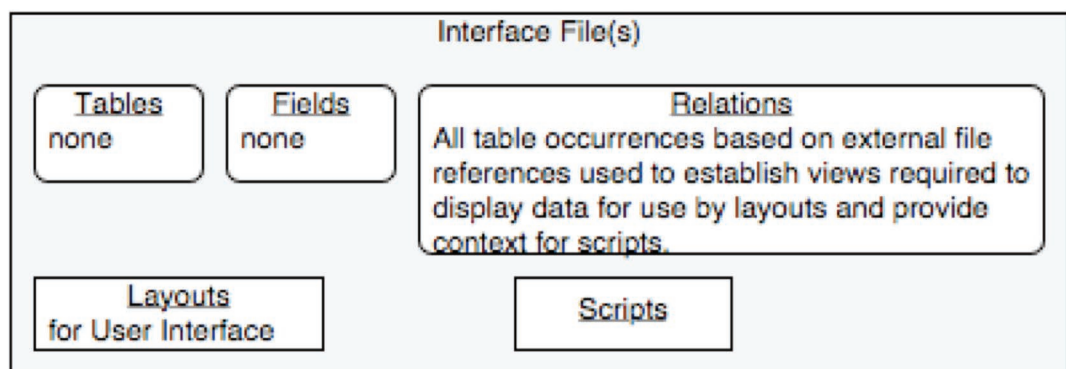 Interface File(s)
Tables
none
Fields
none
Relations
All table occurrences based on external file
references used to establish views required to
display data for use by layouts and provide
context for scripts.
Layouts
for User Interface
Scripts